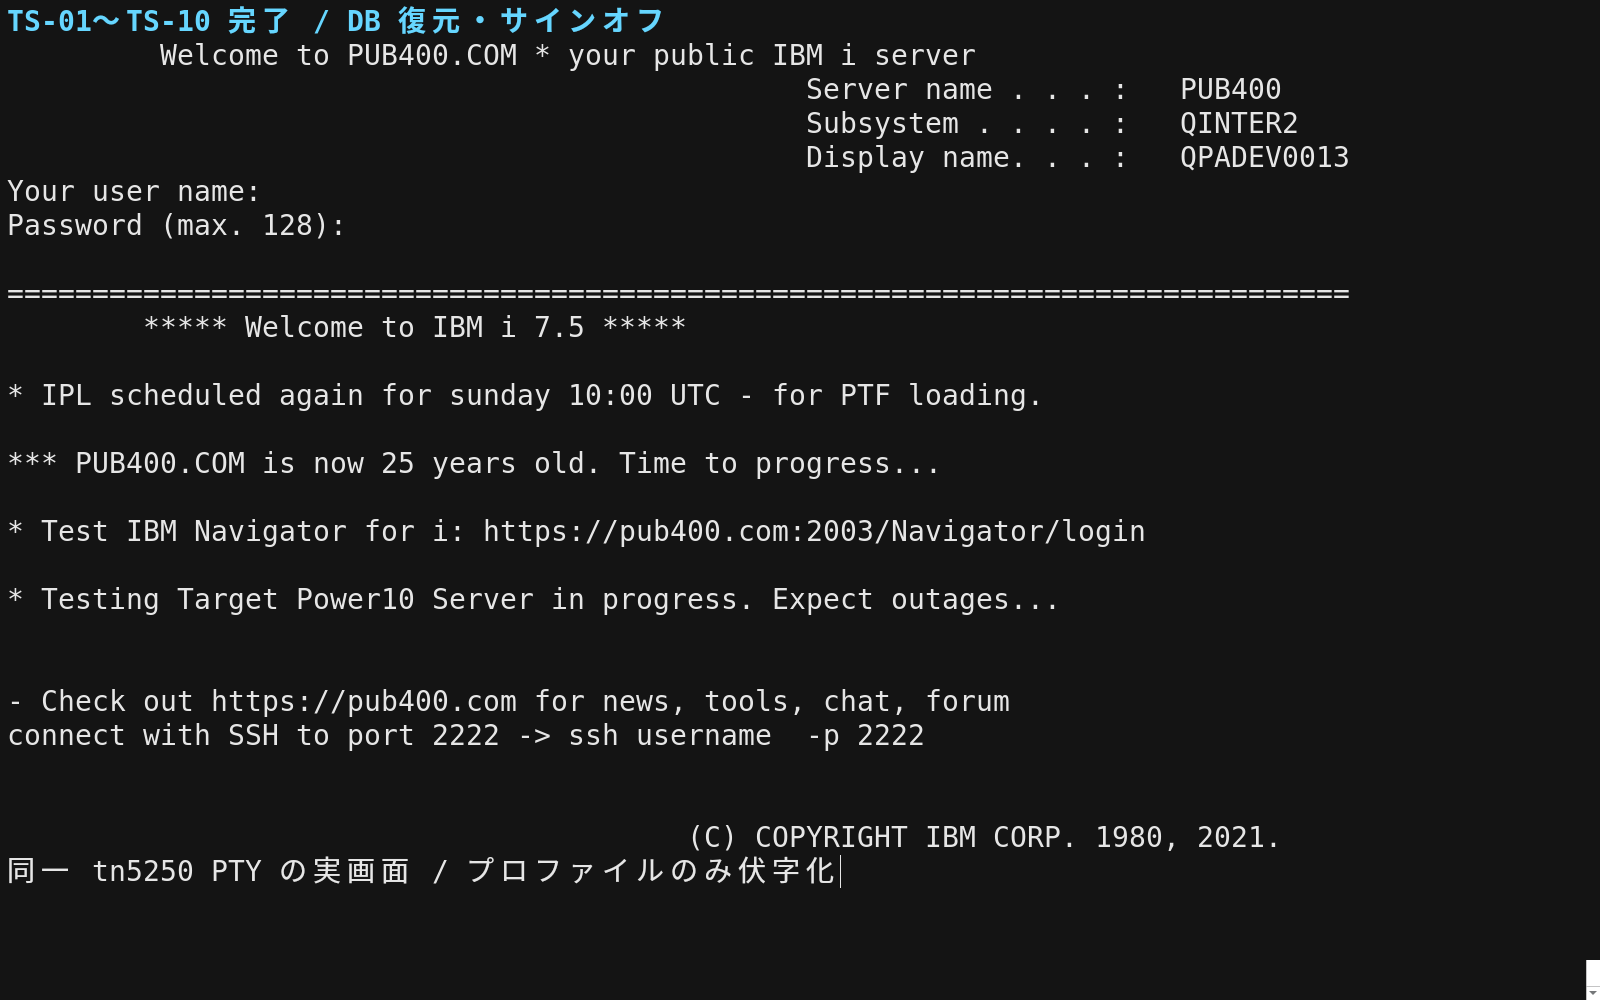 TS-01～TS-10 完了 / DB 復元・サインオフ
Welcome to PUB400.COM * your public IBM i server
Server name . . . :   PUB400
Subsystem . . . . :   QINTER2
Display name. . . :   QPADEV0013
Your user name:
Password (max. 128):
===============================================================================
***** Welcome to IBM i 7.5 *****
* IPL scheduled again for sunday 10:00 UTC - for PTF loading.
*** PUB400.COM is now 25 years old. Time to progress...
* Test IBM Navigator for i: https://pub400.com:2003/Navigator/login
* Testing Target Power10 Server in progress. Expect outages...
- Check out https://pub400.com for news, tools, chat, forum
connect with SSH to port 2222 -> ssh username  -p 2222
(C) COPYRIGHT IBM CORP. 1980, 2021.
同一 tn5250 PTY の実画面 / プロファイルのみ伏字化